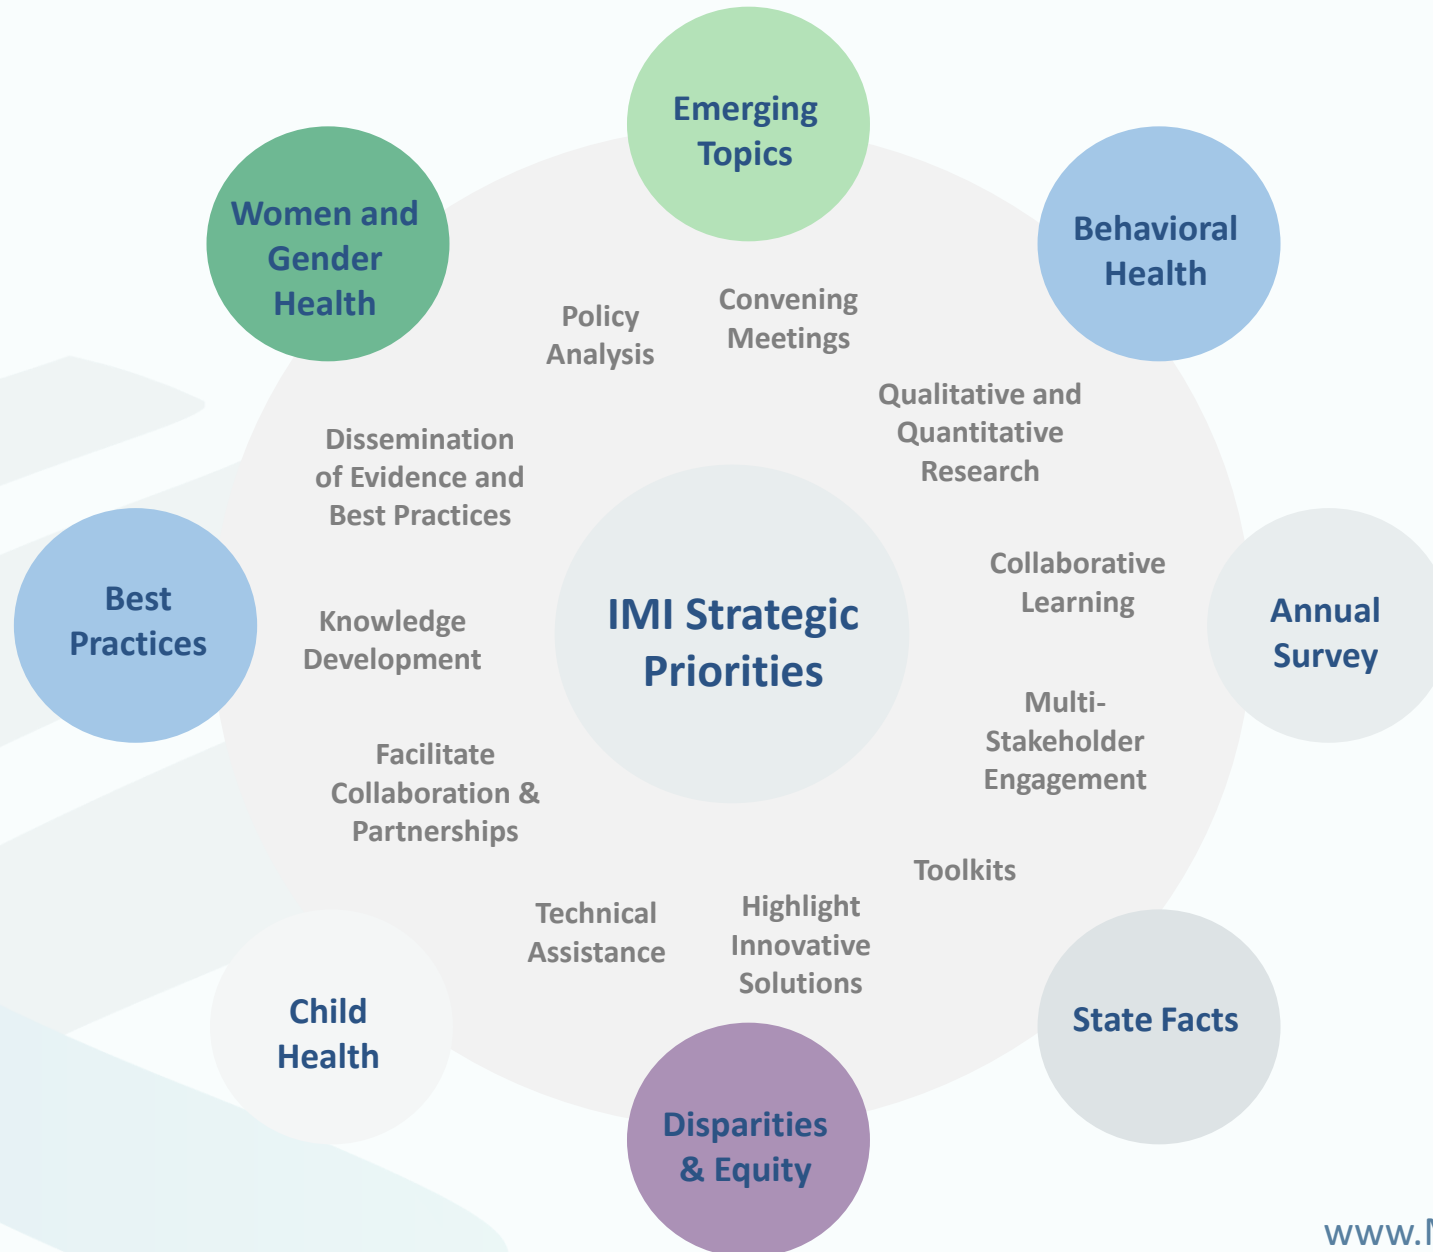 Emerging
Topics
Women and
Gender
Health
Behavioral
Health
Policy
Analysis
Convening
Meetings
Qualitative and
Quantitative
Research
Dissemination
of Evidence and
Best Practices
Collaborative
Learning
Best
Practices
Knowledge
Development
IMI Strategic
Priorities
Annual
Survey
Multi-
Stakeholder
Engagement
Facilitate
Collaboration &
Partnerships
Toolkits
Technical
Assistance
Highlight
Innovative
Solutions
Child
Health
State Facts
Disparities
& Equity